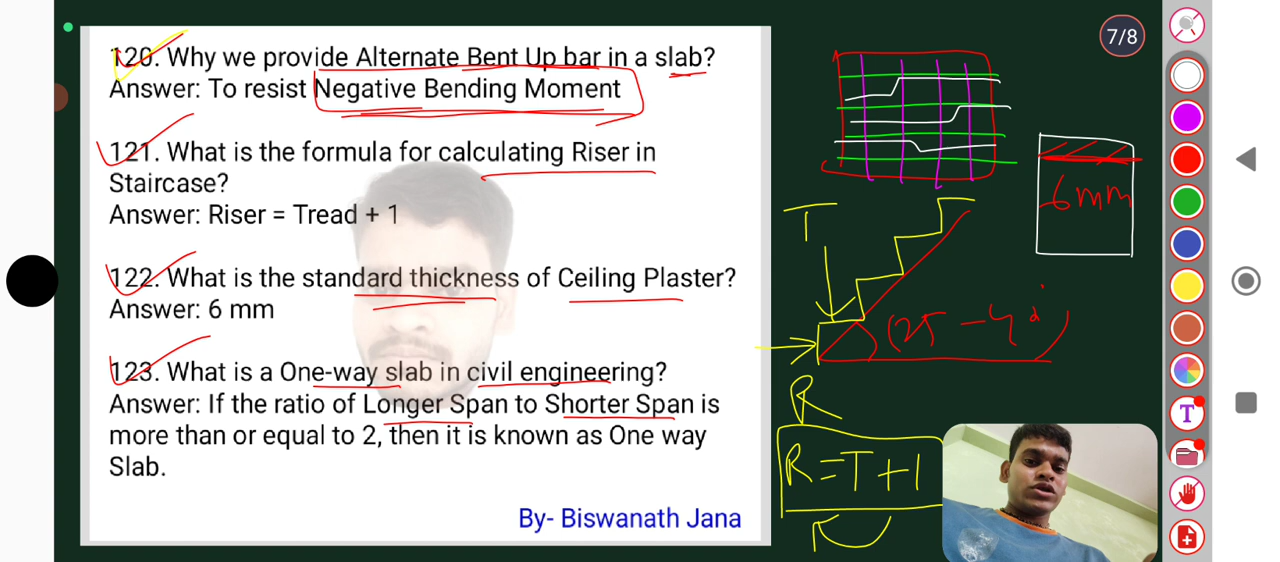 7/8
120. Why we provide Alternate Bent Up bar in a slab?
Answer: To resist Negative Bending Moment
121. What is the formula for calculating Riser in
Staircase?
Answer: Riser = Tread + 1
122. What is the standard thickness of Ceiling Plaster?
Answer: 6 mm
123. What is a One-way slab in civil engineering?
Answer: If the ratio of Longer Span to Shorter Span is
more than or equal to 2, then it is known as One way
Slab.
By- Biswanath Jana
6mm
T
R
R=T+1
T